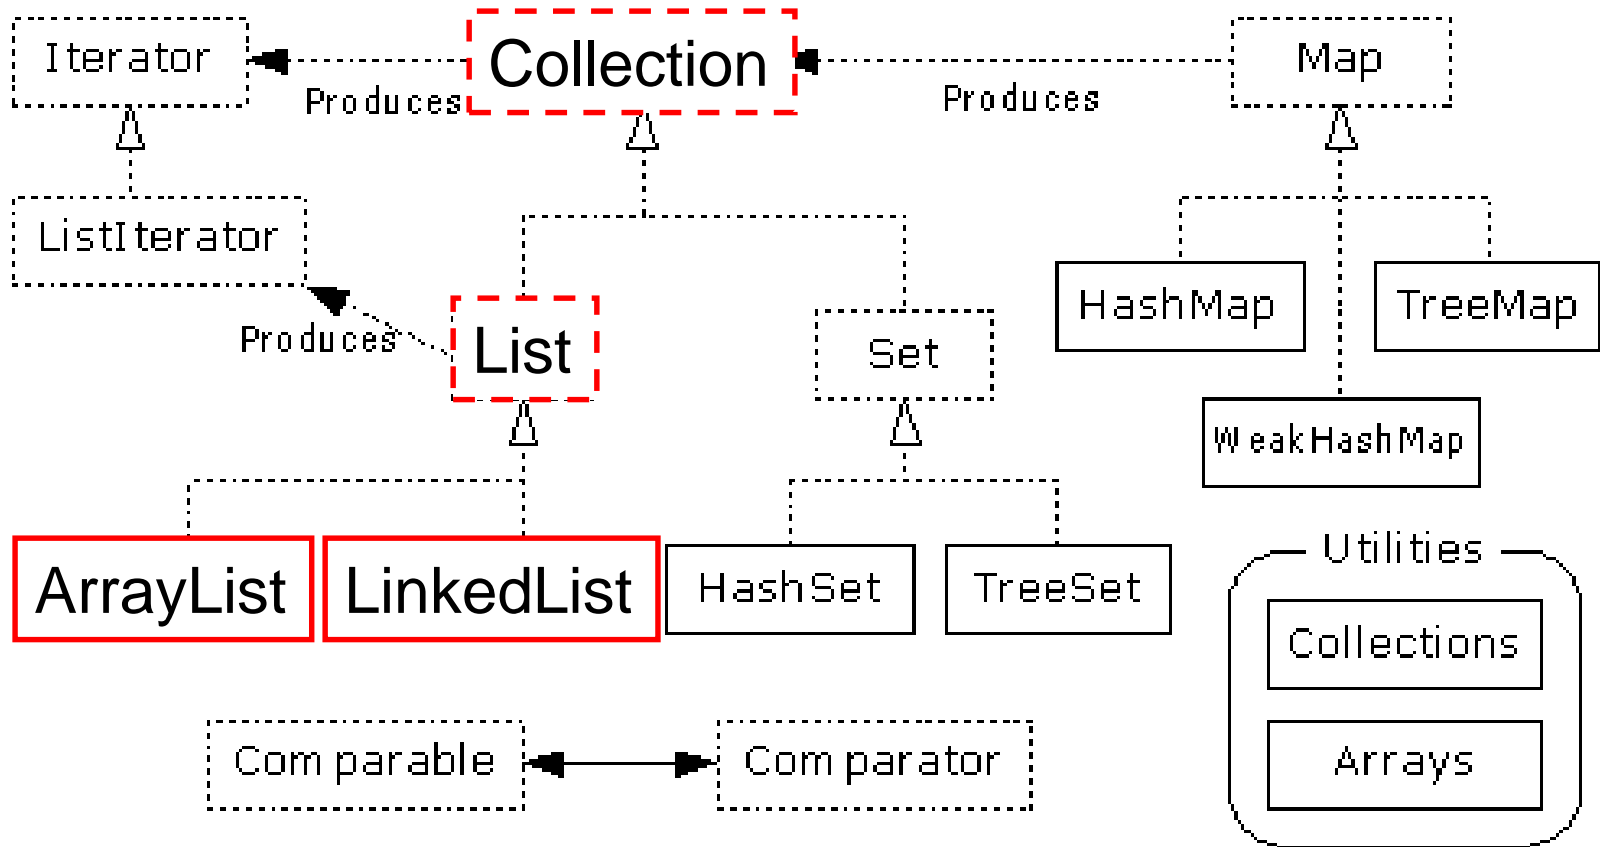 Iterator
Collection
Map
Produces
Produces
ListIterator
HashMap
TreeMap
Produces
List
Set
WeakHashMap
ArrayList
LinkedList
HashSet
TreeSet
Utilities
Collections
Comparable
Comparator
Arrays